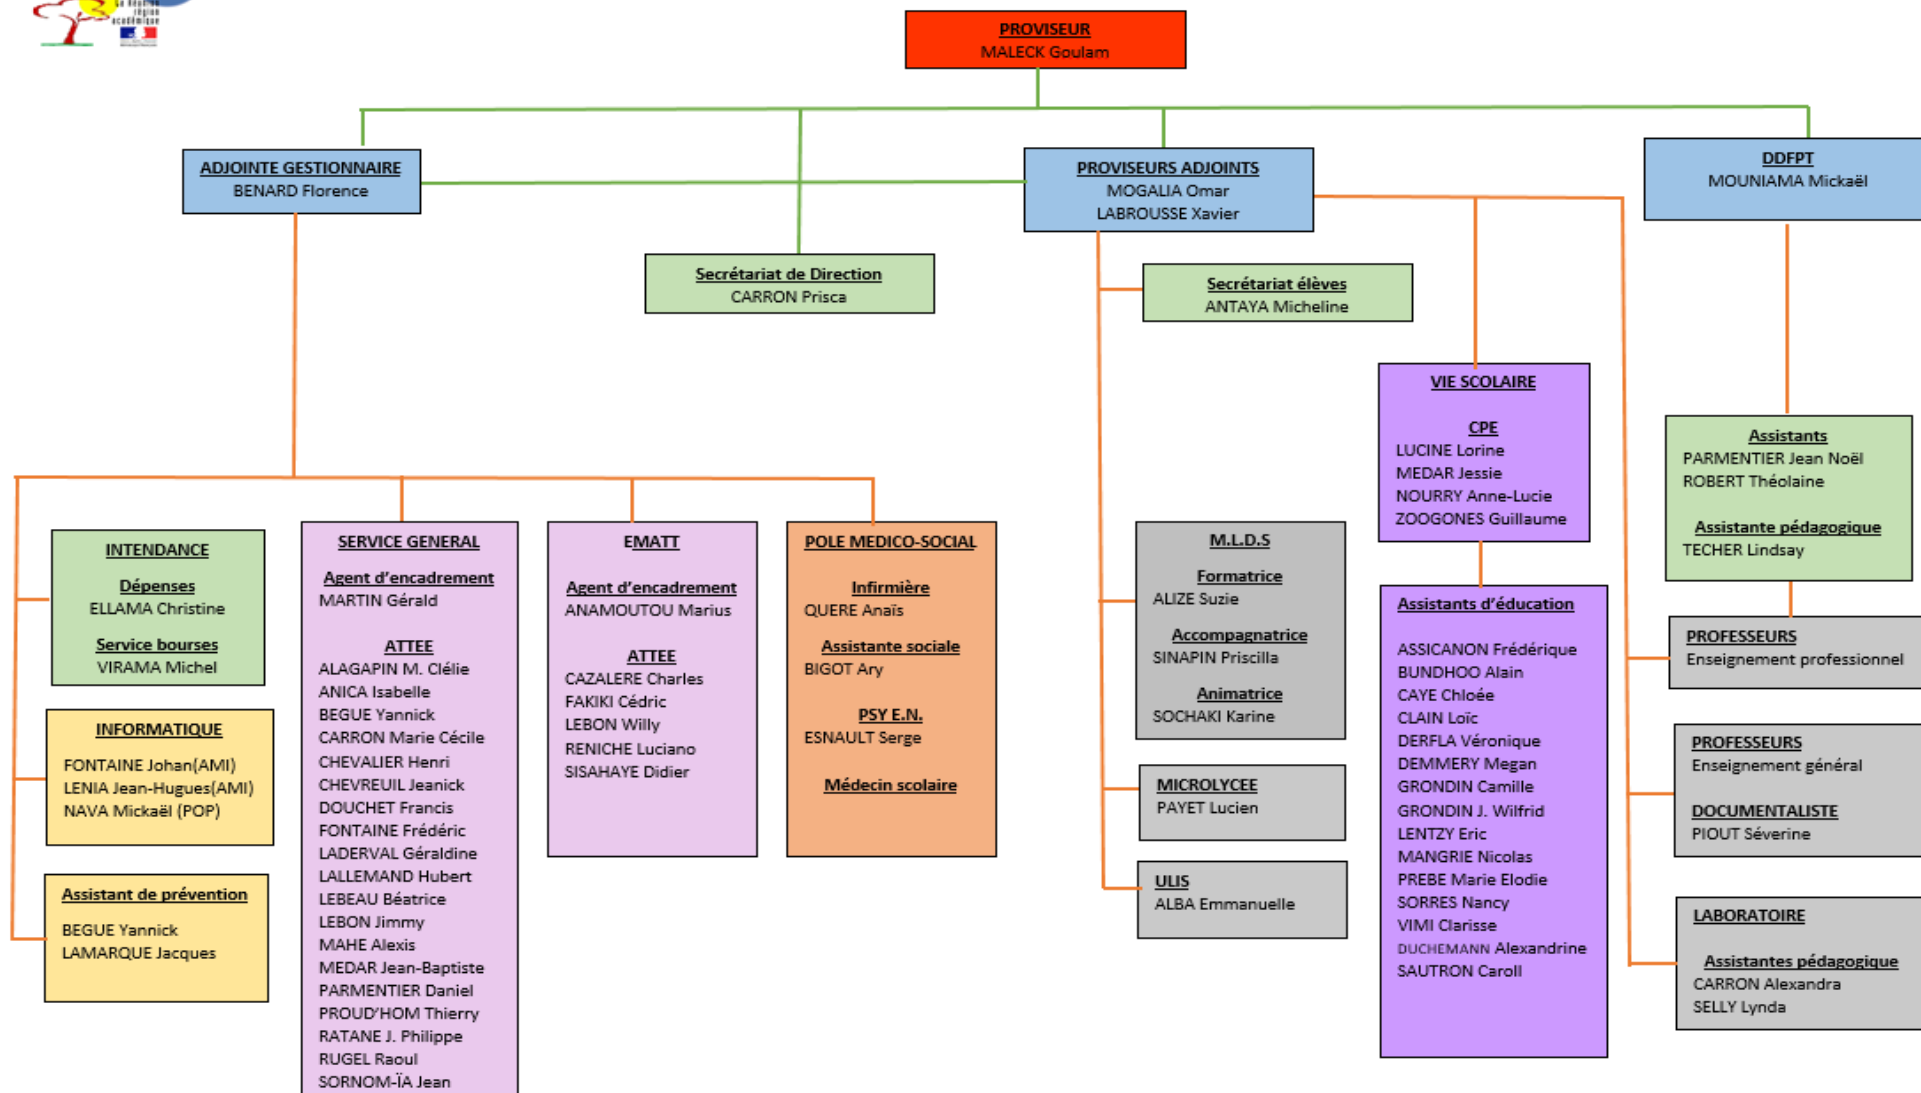 La Réunion
région
académique
PROVISEUR
MALECK Goulam
ADJOINTE GESTIONNAIRE
BENARD Florence
PROVISEURS ADJOINTS
MOGALIA Omar
LABROUSSE Xavier
DDFPT
MOUNIAMA Mickaël
Secrétariat de Direction
CARRON Prisca
Secrétariat élèves
ANTAYA Micheline
VIE SCOLAIRE
CPE
LUCINE Lorine
MEDAR Jessie
NOURRY Anne-Lucie
ZOOGONES Guillaume
Assistants
PARMENTIER Jean Noël
ROBERT Théolaine
Assistante pédagogique
TECHER Lindsay
INTENDANCE
Dépenses
ELLAMA Christine
Service bourses
VIRAMA Michel
INFORMATIQUE
FONTAINE Johan(AMI)
LENIA Jean-Hugues(AMI)
NAVA Mickaël (POP)
Assistant de prévention
BEGUE Yannick
LAMARQUE Jacques
SERVICE GENERAL
Agent d'encadrement
MARTIN Gérald
ATTEE
ALAGAPIN M. Clélie
ANICA Isabelle
BEGUE Yannick
CARRON Marie Cécile
CHEVALIER Henri
CHEVREUIL Jeanick
DOUCHET Francis
FONTAINE Frédéric
LADERVAL Géraldine
LALLEMAND Hubert
LEBEAU Béatrice
LEBON Jimmy
MAHE Alexis
MEDAR Jean-Baptiste
PARMENTIER Daniel
PROUD'HOM Thierry
RATANE J. Philippe
RUGEL Raoul
SORNOM-ÏA Jean
EMATT
Agent d'encadrement
ANAMOUTOU Marius
ATTEE
CAZALERE Charles
FAKIKI Cédric
LEBON Willy
RENICHE Luciano
SISAHAYE Didier
POLE MEDICO-SOCIAL
Infirmière
QUERE Anaïs
Assistante sociale
BIGOT Ary
PSY E.N.
ESNAULT Serge
Médecin scolaire
M.L.D.S
Formatrice
ALIZE Suzie
Accompagnatrice
SINAPIN Priscilla
Animatrice
SOCHAKI Karine
MICROLYCEE
PAYET Lucien
ULIS
ALBA Emmanuelle
Assistants d'éducation
ASSICANON Frédérique
BUNDHOO Alain
CAYE Chloée
CLAIN Loïc
DERFLA Véronique
DEMMERY Megan
GRONDIN Camille
GRONDIN J. Wilfrid
LENTZY Eric
MANGRIE Nicolas
PREBE Marie Elodie
SORRES Nancy
VIMI Clarisse
DUCHEMANN Alexandrine
SAUTRON Caroll
PROFESSEURS
Enseignement professionnel
PROFESSEURS
Enseignement général
DOCUMENTALISTE
PIOUT Séverine
LABORATOIRE
Assistantes pédagogique
CARRON Alexandra
SELLY Lynda